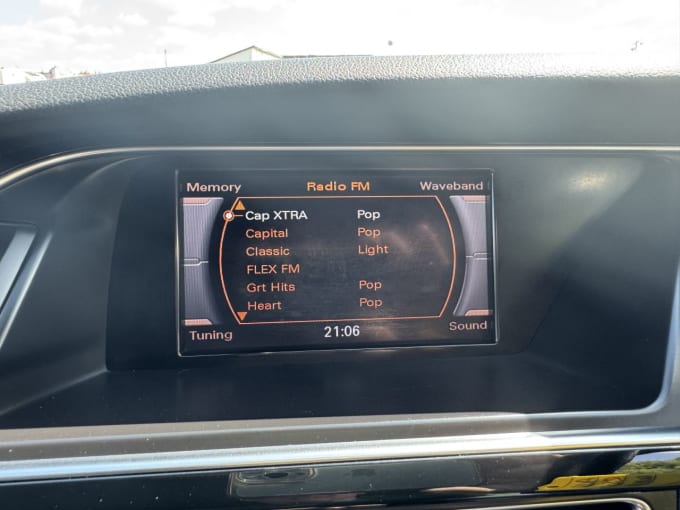 Memory Radio FM Waveband
Cap XTRA Pop
Capital Pop
Classic Light
FLEX FM
Grt Hits Pop
Heart Pop
Tuning 21:06 Sound